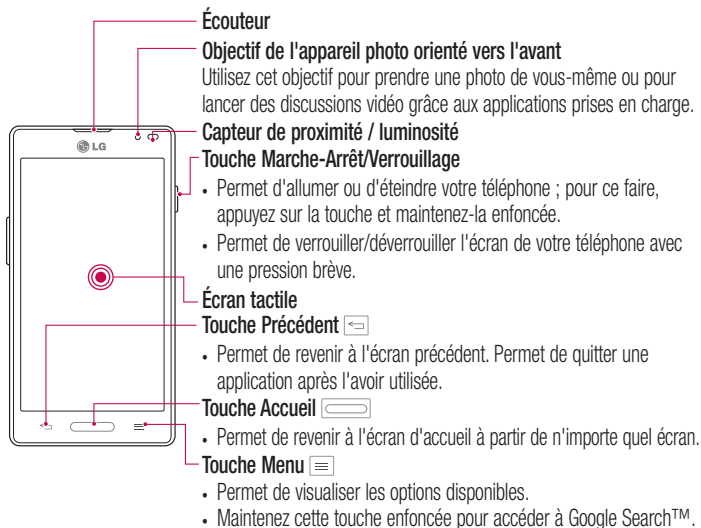 Écouteur
Objectif de l'appareil photo orienté vers l'avant
Utilisez cet objectif pour prendre une photo de vous-même ou pour
lancer des discussions vidéo grâce aux applications prises en charge.
Capteur de proximité / luminosité
LG
Touche Marche-Arrêt/Verrouillage
• Permet d'allumer ou d'éteindre votre téléphone ; pour ce faire,
appuyez sur la touche et maintenez-la enfoncée.
• Permet de verrouiller/déverrouiller l'écran de votre téléphone avec
une pression brève.
Écran tactile
Touche Précédent
• Permet de revenir à l'écran précédent. Permet de quitter une
application après l'avoir utilisée.
Touche Accueil
• Permet de revenir à l'écran d'accueil à partir de n'importe quel écran.
Touche Menu
• Permet de visualiser les options disponibles.
• Maintenez cette touche enfoncée pour accéder à Google Search™.